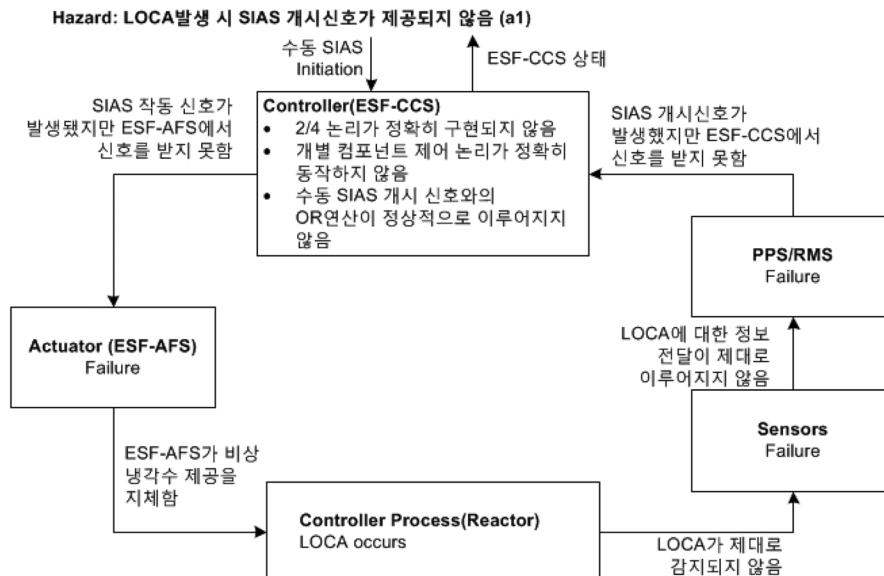 Hazard: LOCA발생 시 SIAS 개시신호가 제공되지 않음 (a1)
수동 SIAS
Initiation
ESF-CCS 상태
SIAS 작동 신호가
발생됐지만 ESF-AFS에서
신호를 받지 못함
Controller(ESF-CCS)
• 2/4 논리가 정확히 구현되지 않음
• 개별 컴포넌트 제어 논리가 정확히
동작하지 않음
• 수동 SIAS 개시 신호와의
OR연산이 정상적으로 이루어지지
않음
SIAS 개시신호가
발생했지만 ESF-CCS에서
신호를 받지 못함
PPS/RMS
Failure
Actuator (ESF-AFS)
Failure
LOCA에 대한 정보
전달이 제대로
이루어지지 않음
Sensors
Failure
ESF-AFS가 비상
냉각수 제공을
지체함
Controller Process(Reactor)
LOCA occurs
LOCA가 제대로
감지되지 않음